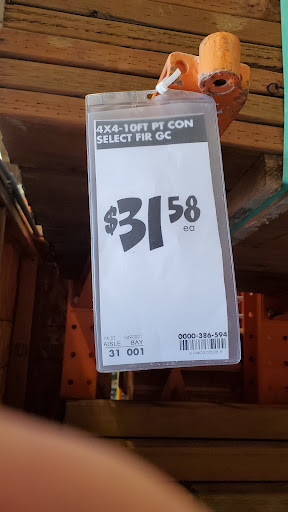 4X4-10FT PT CON
SELECT FIR GC
$31 58
ea
AISLE BAY 0000-386-594
31 001